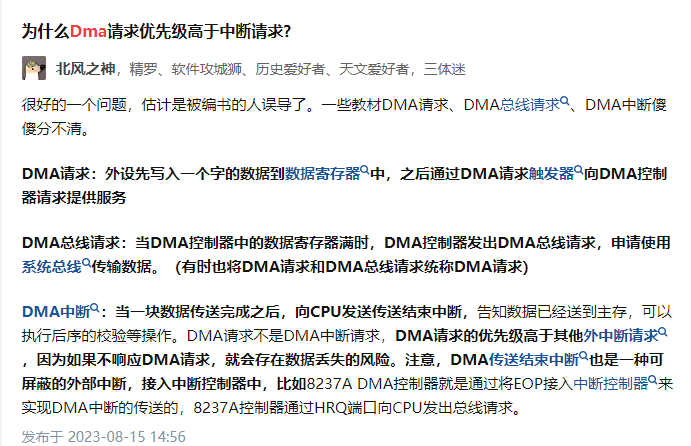 为什么Dma请求优先级高于中断请求?
北风之神，精罗、软件攻城狮、历史爱好者、天文爱好者，三体迷
很好的一个问题，估计是被编书的人误导了。一些教材DMA请求、DMA总线请求、DMA中断傻
傻分不清。
DMA请求：外设先写入一个字的数据到数据寄存器中，之后通过DMA请求触发器向DMA控制
器请求提供服务
DMA总线请求：当DMA控制器中的数据寄存器满时，DMA控制器发出DMA总线请求，申请使用
系统总线传输数据。（有时也将DMA请求和DMA总线请求统称DMA请求）
DMA中断：当一块数据传送完成之后，向CPU发送传送结束中断，告知数据已经送到主存，可以
执行后序的校验等操作。DMA请求不是DMA中断请求，DMA请求的优先级高于其他外中断请求
，因为如果不响应DMA请求，就会存在数据丢失的风险。注意，DMA传送结束中断也是一种可
屏蔽的外部中断，接入中断控制器中，比如8237A DMA控制器就是通过将EOP接入中断控制器来
实现DMA中断的传送的，8237A控制器通过HRQ端口向CPU发出总线请求。
发布于 2023-08-15 14:56